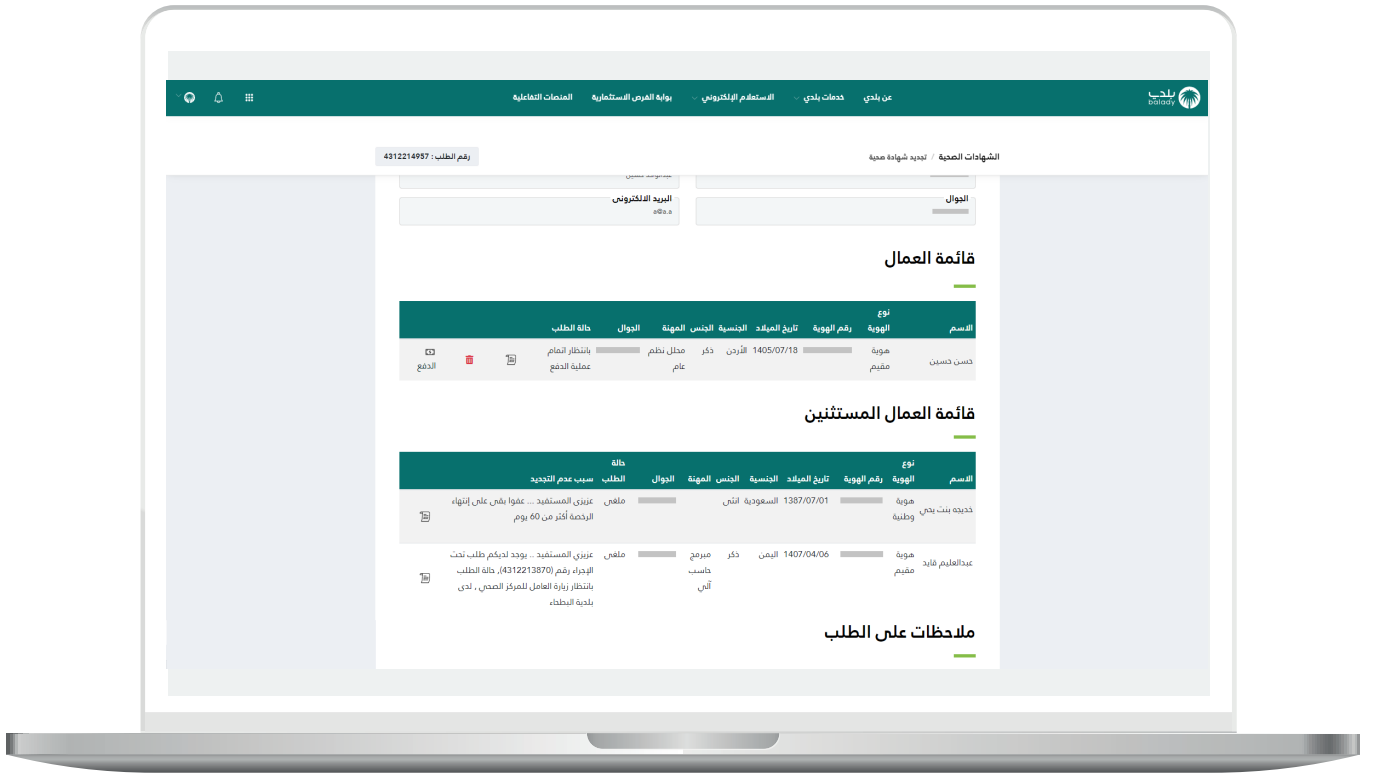 بلدي
balady
عن بلدي
خدمات بلدي
الاستعلام الإلكتروني
بوابة الفرص الاستثمارية
المنصات التفاعلية
الشهادات الصحية / تجديد شهادة صحية
رقم الطلب : 4312214957
الجوال
البريد الالكتروني
a@a.a
قائمة العمال
الاسم نوع الهوية رقم الهوية تاريخ الميلاد الجنسية الجنس المهنة الجوال حالة الطلب
حسن حسين هوية مقيم 1405/07/18 الأردن ذكر محلل نظم عام بانتظار اتمام عملية الدفع الدفع
قائمة العمال المستثنين
الاسم نوع الهوية رقم الهوية تاريخ الميلاد الجنسية الجنس المهنة الجوال حالة الطلب سبب عدم التجديد
خديجه بنت يحي هوية وطنية 1387/07/01 السعودية انثى ملغى عزيزى المستفيد ... عفوا بقى على إنتهاء
الرخصة أكثر من 60 يوم
عبدالعليم قايد هوية مقيم 1407/04/06 اليمن ذكر مبرمج حاسب آلي ملغى عزيزي المستفيد .. يوجد لديكم طلب تحت
الإجراء رقم (4312213870), حالة الطلب
بانتظار زيارة العامل للمركز الصحي , لدى
بلدية البطحاء
ملاحظات على الطلب